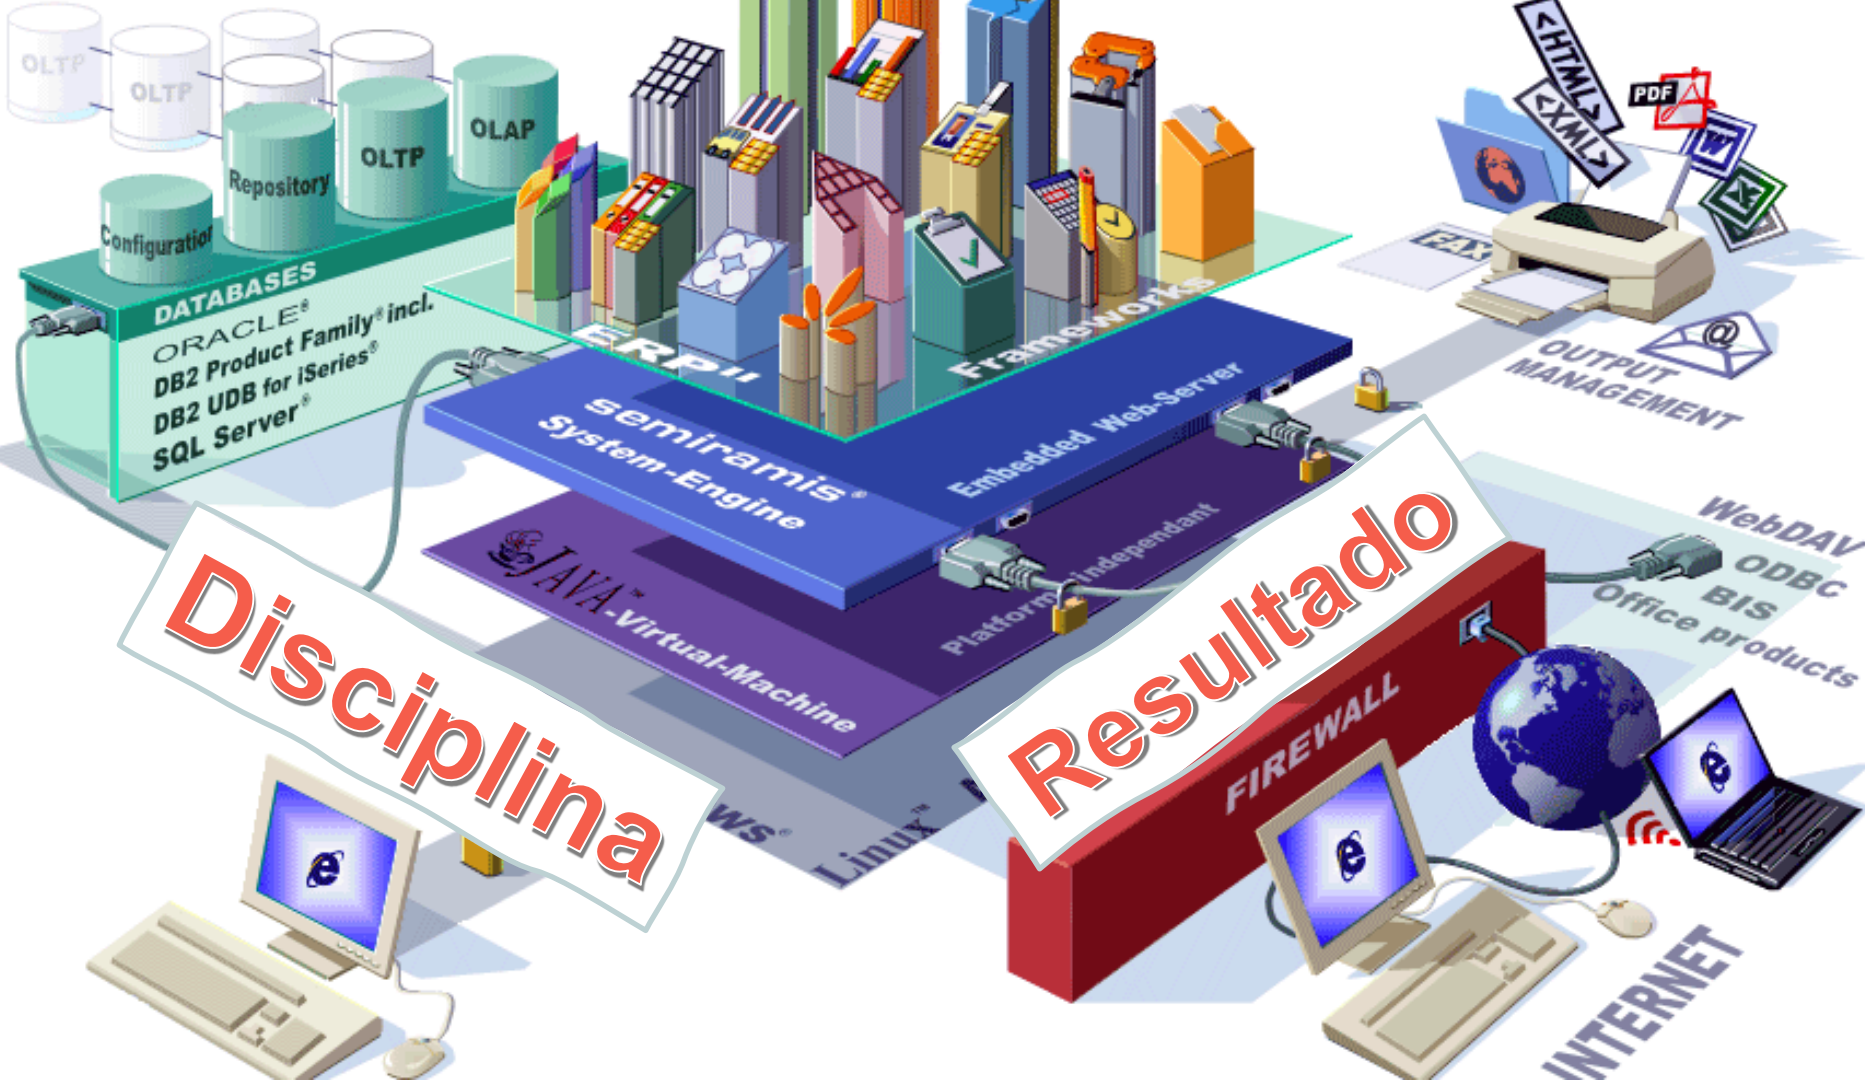 OLTP
OLTP
OLAP
OLTP
Repository
Configuration
DATABASES
ORACLE®
DB2 Product Family® incl.
DB2 UDB for iSeries®
SQL Server®
ERP II
Frameworks
semiramis®
System-Engine
Embedded Web-Server
JAVA™-Virtual-Machine
Platform independant
Linux™
<HTML>
<XML>
PDF
W
X
FAX
@
OUTPUT
MANAGEMENT
WebDAV
ODBC
BIS
Office products
Disciplina
Resultado
FIREWALL
INTERNET